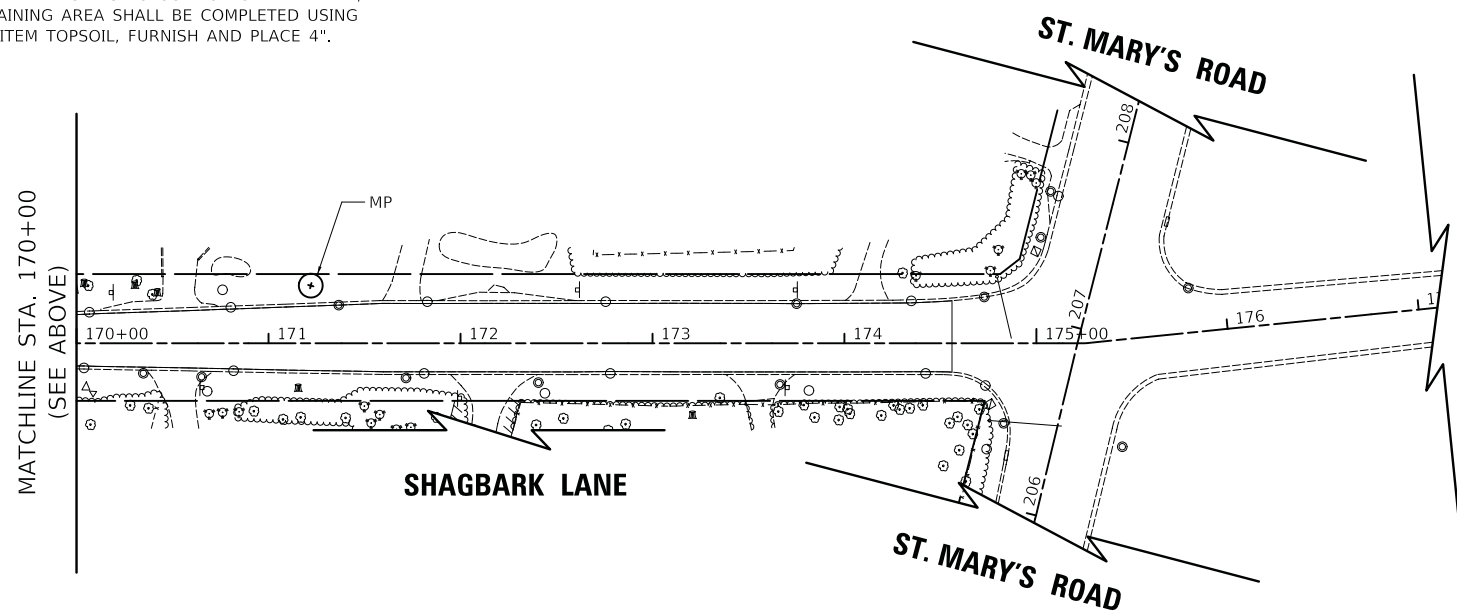 AINING AREA SHALL BE COMPLETED USING
ITEM TOPSOIL, FURNISH AND PLACE 4".
ST. MARY'S ROAD
208
MP
MATCHLINE STA. 170+00
(SEE ABOVE)
170+00
171
172
173
174
175+00
207
176
206
SHAGBARK LANE
ST. MARY'S ROAD